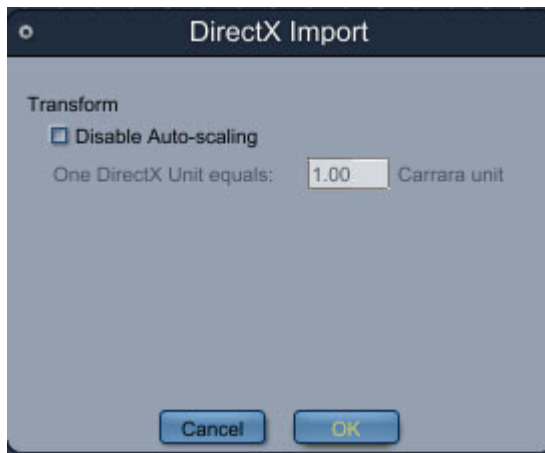 DirectX Import
Transform
Disable Auto-scaling
One DirectX Unit equals: 1.00 Carrara unit
Cancel OK